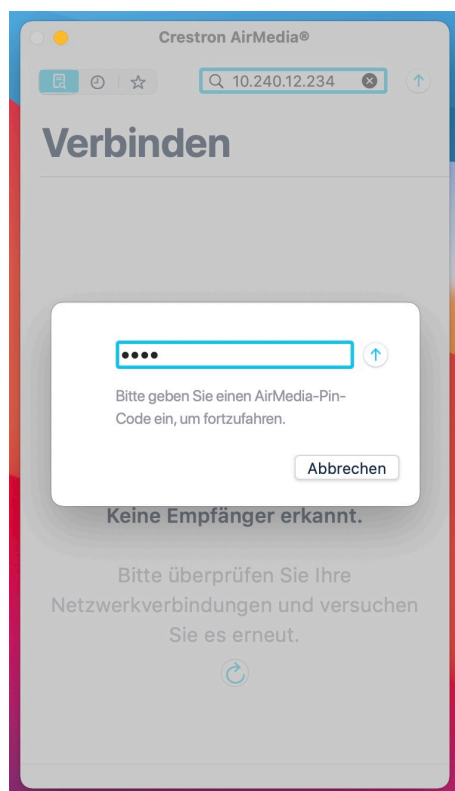 Crestron AirMedia®
10.240.12.234
Verbinden
••••
Bitte geben Sie einen AirMedia-Pin-
Code ein, um fortzufahren.
Abbrechen
Keine Empfänger erkannt.
Bitte überprüfen Sie Ihre
Netzwerkverbindungen und versuchen
Sie es erneut.